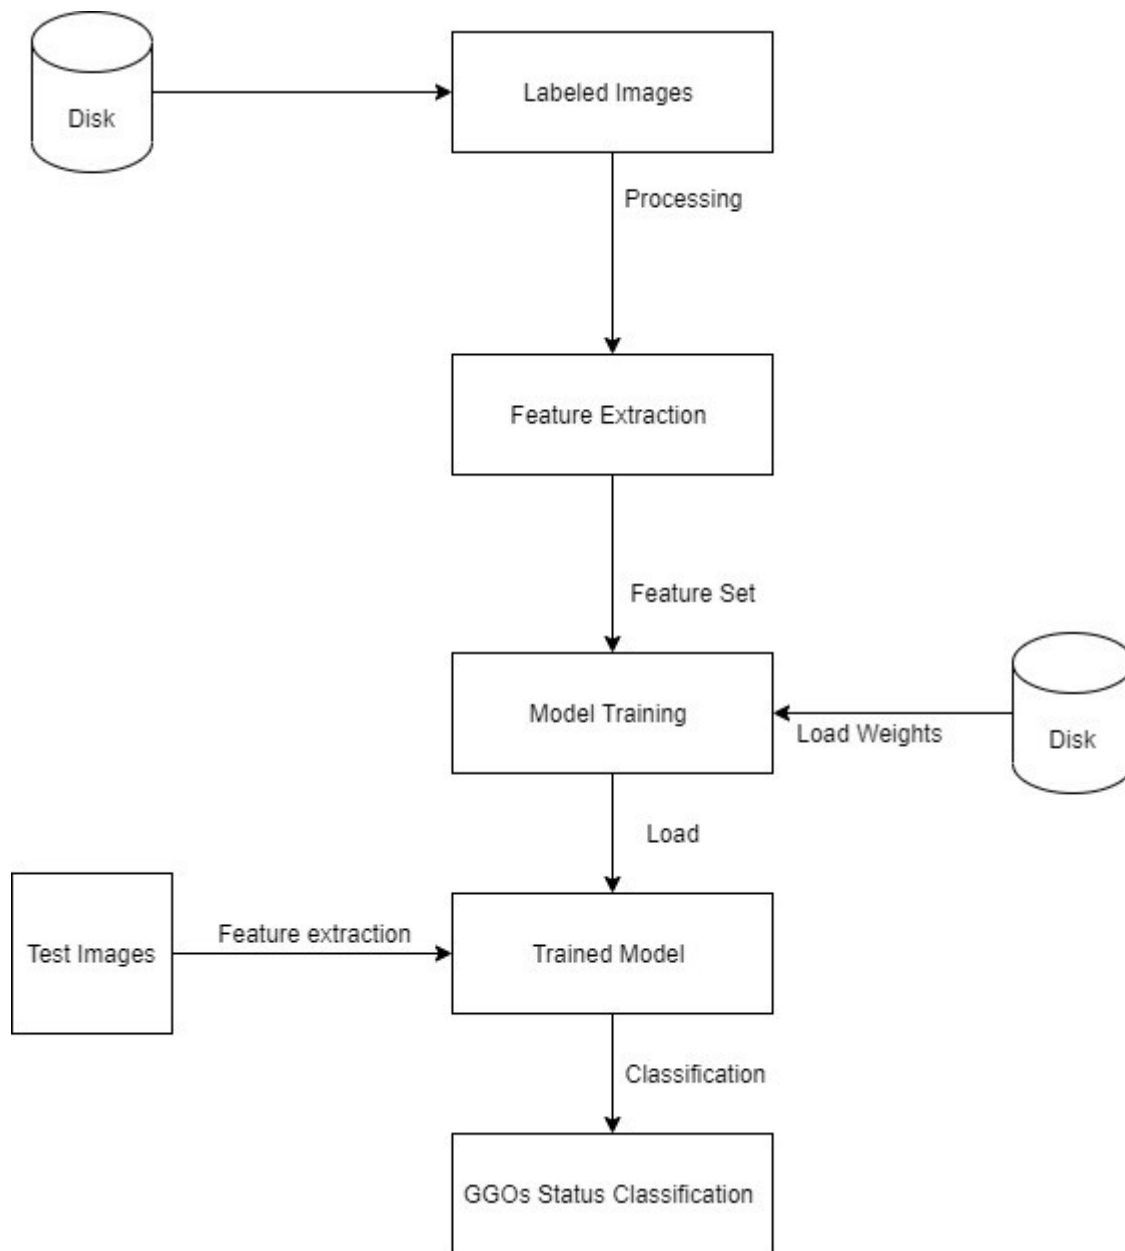 Disk
Labeled Images
Processing
Feature Extraction
Feature Set
Model Training
Load Weights
Disk
Load
Test Images
Feature extraction
Trained Model
Classification
GGOs Status Classification